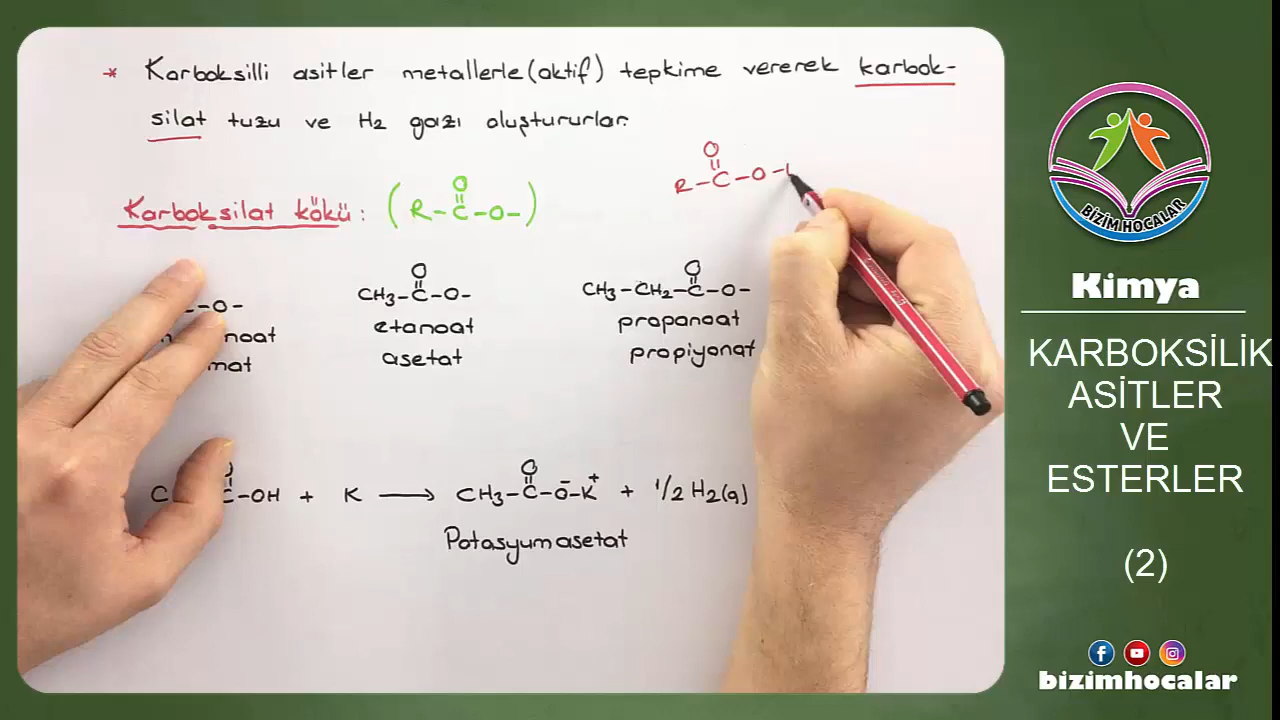 * Karboksilli asitler metallerle (aktif) tepkime vererek karbok-
silat tuzu ve H2 gazı oluştururlar.
O
R-C-O-
Karboksilat kökü: (R-C-O-)
O
-O-
CH3-C-O-
O
CH3-CH2-C-O-
O
etanoat
propanoat
asetat
propiyonat
-OH + K → CH3-C-O⁻K⁺ + 1/2 H2(g)
O
Potasyumasetat
BİZİM HOCALAR
Kimya
KARBOKSİLİK
ASİTLER
VE
ESTERLER
(2)
bizimhocalar